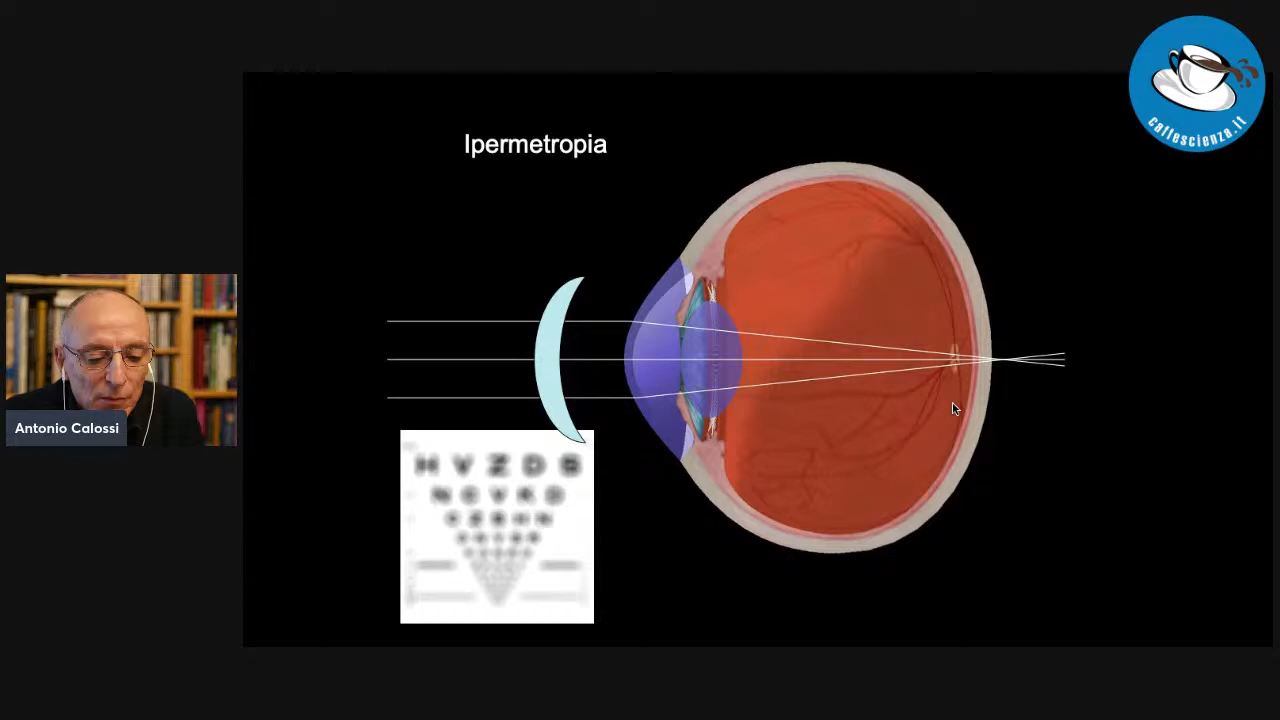 caffescienza.it
Ipermetropia
Antonio Calossi
H V Z D S
N C V K D
C Z S H N